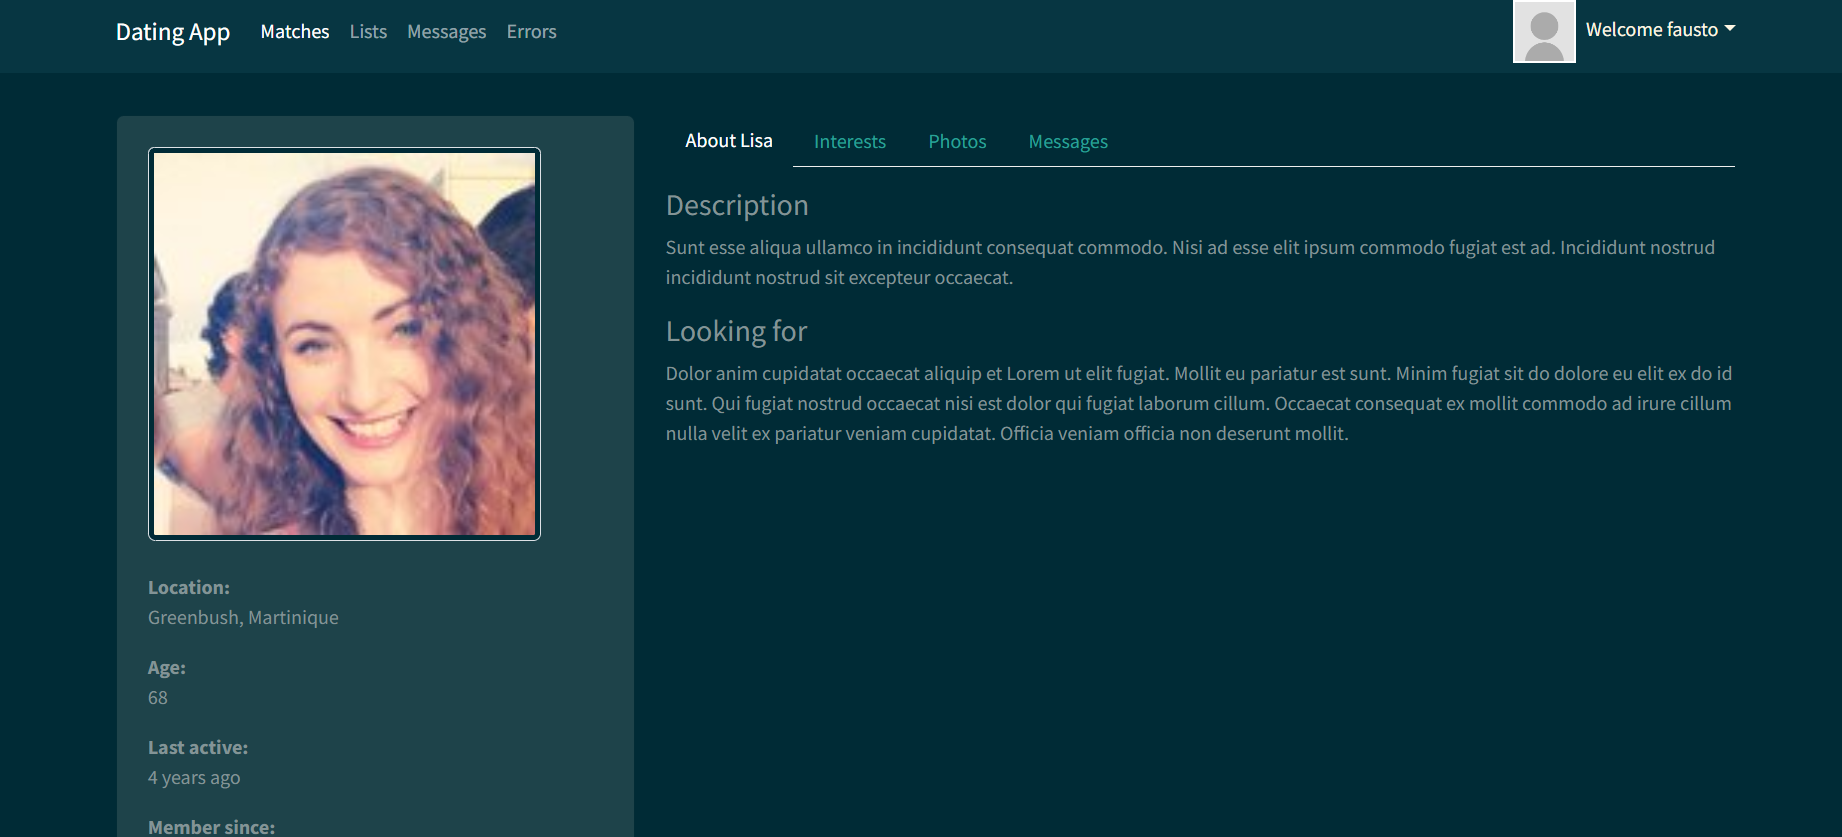 Dating App Matches Lists Messages Errors Welcome fausto
About Lisa Interests Photos Messages
Description
Sunt esse aliqua ullamco in incididunt consequat commodo. Nisi ad esse elit ipsum commodo fugiat est ad. Incididunt nostrud
incididunt nostrud sit excepteur occaecat.
Looking for
Dolor anim cupidatat occaecat aliquip et Lorem ut elit fugiat. Mollit eu pariatur est sunt. Minim fugiat sit do dolore eu elit ex do id
sunt. Qui fugiat nostrud occaecat nisi est dolor qui fugiat laborum cillum. Occaecat consequat ex mollit commodo ad irure cillum
nulla velit ex pariatur veniam cupidatat. Officia veniam officia non deserunt mollit.
Location:
Greenbush, Martinique
Age:
68
Last active:
4 years ago
Member since: